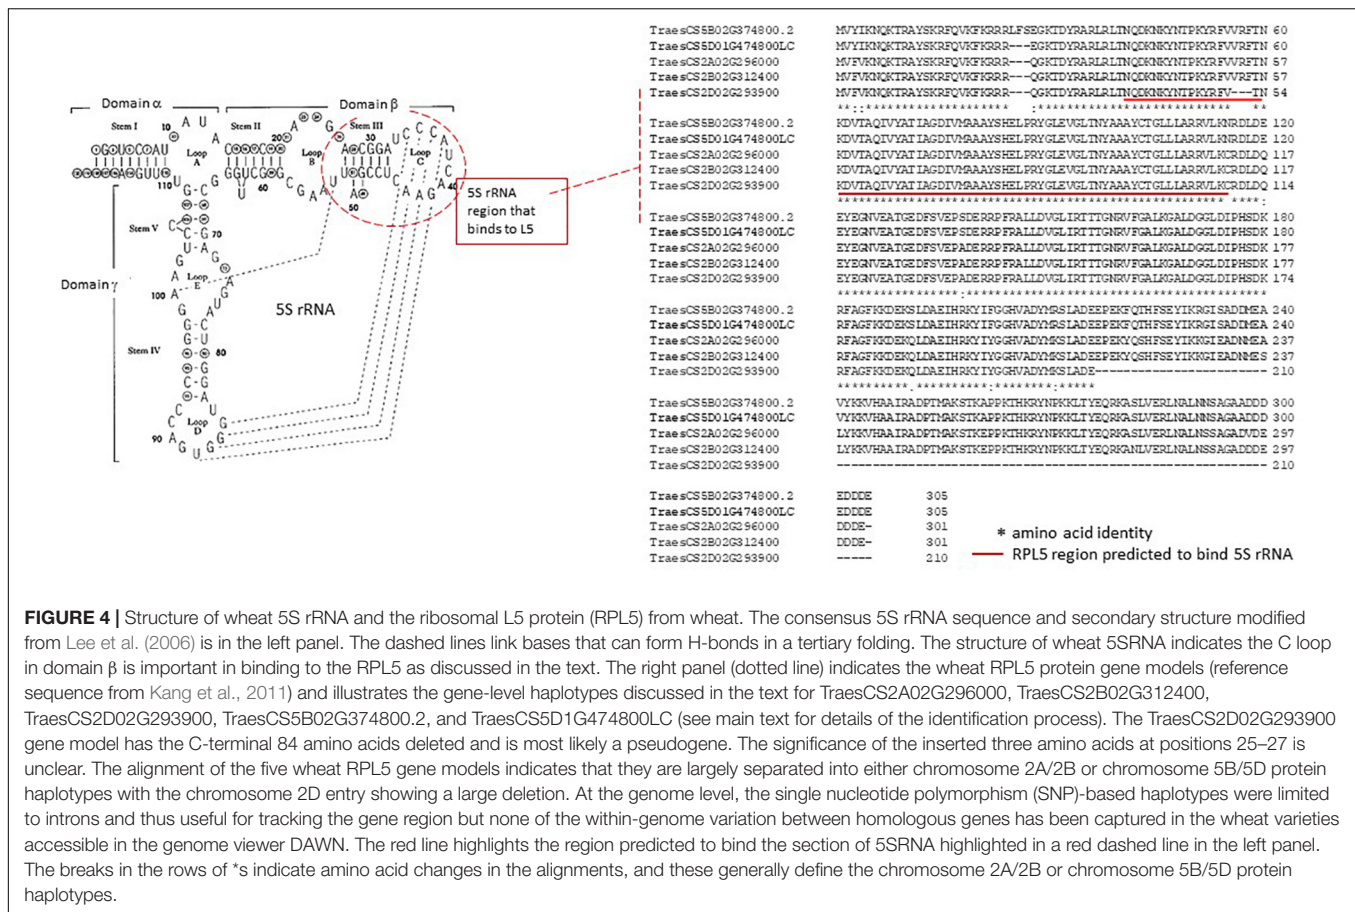 Domain α
Domain β
Stem I
Stem II
Stem III
Loop A
Loop B
Loop C
10
20
30
40
50
60
110
5S rRNA
region that
binds to L5
Stem V
70
Loop E
Domain γ
100
5S rRNA
Stem IV
80
Loop D
90
TraesCS5B02G374800.2 MVYIKNQKTRAYSKRFQVKFKRRRLFSEGKTDYRARLRLTNQDKNKYNTPKYRFVVRFTN 60
TraesCS5D01G474800LC MVYIKNQKTRAYSKRFQVKFKRRR---EGKTDYRARLRLTNQDKNKYNTPKYRFVVRFTN 60
TraesCS2A02G296000 MVFVKNQKTRAYSKRFQVKFKRRR---QGKTDYRARLRLTNQDKNKYNTPKYRFVVRFTN 57
TraesCS2B02G312400 MVFVKNQKTRAYSKRFQVKFKRRR---QGKTDYRARLRLTNQDKNKYNTPKYRFVVRFTN 57
TraesCS2D02G293900 MVFVKNQKTRAYSKRFQVKFKRRR---QGKTDYRARLRLTNQDKNKYNTPKYRFV---TN 54
TraesCS5B02G374800.2 KDVTAQIVYATIAGDIVMAAAYSHELPRYGLEVGLTNYAAAYCTGLLLARRVLKNRDLDE 120
TraesCS5D01G474800LC KDVTAQIVYATIAGDIVMAAAYSHELPRYGLEVGLTNYAAAYCTGLLLARRVLKNRDLDE 120
TraesCS2A02G296000 KDVTAQIVYATIAGDIVMAAAYSHELPRYGLEVGLTNYAAAYCTGLLLARRVLKCRDLDQ 117
TraesCS2B02G312400 KDVTAQIVYATIAGDIVMAAAYSHELPRYGLEVGLTNYAAAYCTGLLLARRVLKCRDLDQ 117
TraesCS2D02G293900 KDVTAQIVYATIAGDIVMAAAYSHELPRYGLEVGLTNYAAAYCTGLLLARRVLKCRDLDQ 114
TraesCS5B02G374800.2 EYEGNVEATGEDFSVEPSDERRPFRALLDVGLIRTTTGNRVFGALKGALDGGLDIPHSDK 180
TraesCS5D01G474800LC EYEGNVEATGEDFSVEPSDERRPFRALLDVGLIRTTTGNRVFGALKGALDGGLDIPHSDK 180
TraesCS2A02G296000 EYEGNVEATGEDFSVEPADERRPFRALLDVGLIRTTTGNRVFGALKGALDGGLDIPHSDK 177
TraesCS2B02G312400 EYEGNVEATGEDFSVEPADERRPFRALLDVGLIRTTTGNRVFGALKGALDGGLDIPHSDK 177
TraesCS2D02G293900 EYEGNVEATGEDFSVEPADERRPFRALLDVGLIRTTTGNRVFGALKGALDGGLDIPHSDK 174
TraesCS5B02G374800.2 RFAGFKKDEKSLDAEIHRKYIFGGHVADYMRSLADEEPEKFQTHFSEYIKRGISADDMEA 240
TraesCS5D01G474800LC RFAGFKKDEKSLDAEIHRKYIFGGHVADYMRSLADEEPEKFQTHFSEYIKRGISADDMEA 240
TraesCS2A02G296000 RFAGFKKDEKQLDAEIHRKYIYGGHVADYMKSLADEEPEKYQSHFSEYIKKGIEADNMEA 237
TraesCS2B02G312400 RFAGFKKDEKQLDAEIHRKYIYGGHVADYMKSLADEEPEKYQSHFSEYIKKGIEADNMES 237
TraesCS2D02G293900 RFAGFKKDEKQLDAEIHRKYIYGGHVADYMKSLADE------------------------ 210
TraesCS5B02G374800.2 VYKKVHAAIRADPTMAKSTKAPPKTHKRYNPKKLTYEQRKASLVERLNALNNSAGAADDD 300
TraesCS5D01G474800LC VYKKVHAAIRADPTMAKSTKAPPKTHKRYNPKKLTYEQRKASLVERLNALNNSAGAADDD 300
TraesCS2A02G296000 LYKKVHAAIRADPTMAKSTKEPPKTHKRYNPKKLTYEQRKASLVERLNALNSSAGADVDE 297
TraesCS2B02G312400 LYKKVHAAIRADPTMAKSTKEPPKTHKRYNPKKLTYEQRKANLVERLNALNSSAGADDDE 297
TraesCS2D02G293900 ------------------------------------------------------------ 210
TraesCS5B02G374800.2 EDDDE 305
TraesCS5D01G474800LC EDDDE 305
TraesCS2A02G296000 DDDE- 301
TraesCS2B02G312400 DDDE- 301
TraesCS2D02G293900 ----- 210
* amino acid identity
RPL5 region predicted to bind 5S rRNA
FIGURE 4 | Structure of wheat 5S rRNA and the ribosomal L5 protein (RPL5) from wheat. The consensus 5S rRNA sequence and secondary structure modified
from Lee et al. (2006) is in the left panel. The dashed lines link bases that can form H-bonds in a tertiary folding. The structure of wheat 5SRNA indicates the C loop
in domain β is important in binding to the RPL5 as discussed in the text. The right panel (dotted line) indicates the wheat RPL5 protein gene models (reference
sequence from Kang et al., 2011) and illustrates the gene-level haplotypes discussed in the text for TraesCS2A02G296000, TraesCS2B02G312400,
TraesCS2D02G293900, TraesCS5B02G374800.2, and TraesCS5D1G474800LC (see main text for details of the identification process). The TraesCS2D02G293900
gene model has the C-terminal 84 amino acids deleted and is most likely a pseudogene. The significance of the inserted three amino acids at positions 25–27 is
unclear. The alignment of the five wheat RPL5 gene models indicates that they are largely separated into either chromosome 2A/2B or chromosome 5B/5D protein
haplotypes with the chromosome 2D entry showing a large deletion. At the genome level, the single nucleotide polymorphism (SNP)-based haplotypes were limited
to introns and thus useful for tracking the gene region but none of the within-genome variation between homologous genes has been captured in the wheat varieties
accessible in the genome viewer DAWN. The red line highlights the region predicted to bind the section of 5SRNA highlighted in a red dashed line in the left panel.
The breaks in the rows of *s indicate amino acid changes in the alignments, and these generally define the chromosome 2A/2B or chromosome 5B/5D protein
haplotypes.